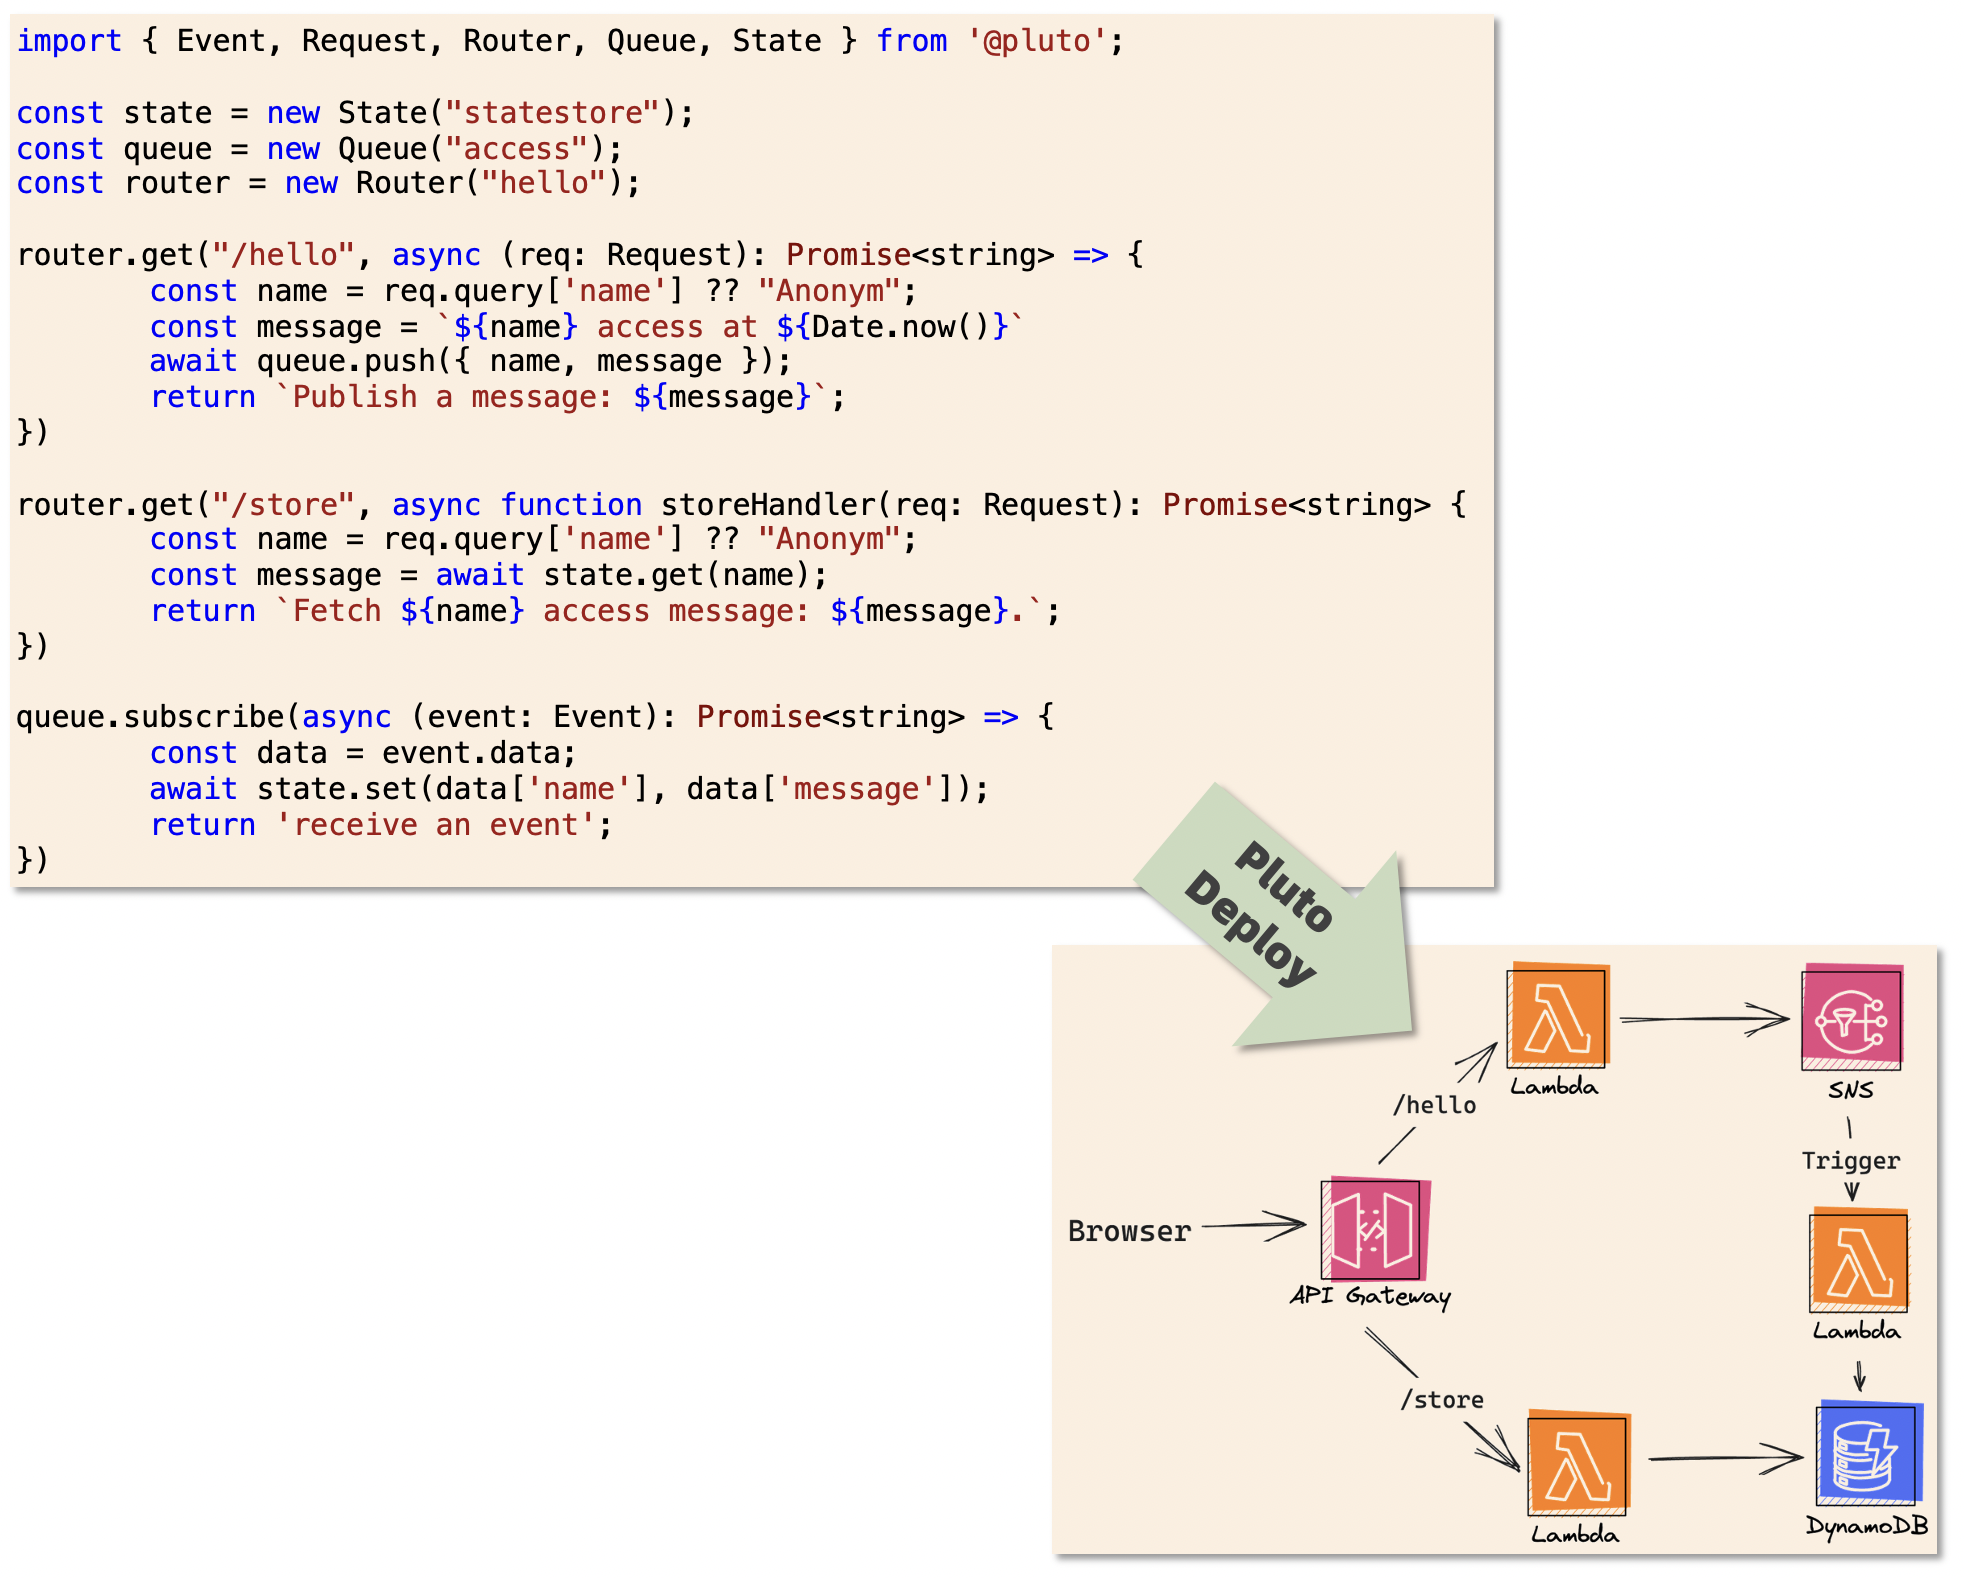 import { Event, Request, Router, Queue, State } from '@pluto';

const state = new State("statestore");
const queue = new Queue("access");
const router = new Router("hello");

router.get("/hello", async (req: Request): Promise<string> => {
	const name = req.query['name'] ?? "Anonym";
	const message = `${name} access at ${Date.now()}`
	await queue.push({ name, message });
	return `Publish a message: ${message}`;
})

router.get("/store", async function storeHandler(req: Request): Promise<string> {
	const name = req.query['name'] ?? "Anonym";
	const message = await state.get(name);
	return `Fetch ${name} access message: ${message}.`;
})

queue.subscribe(async (event: Event): Promise<string> => {
	const data = event.data;
	await state.set(data['name'], data['message']);
	return 'receive an event';
})
Pluto
Deploy
Lambda
SNS
/hello
Trigger
Browser
API Gateway
Lambda
/store
Lambda
DynamoDB